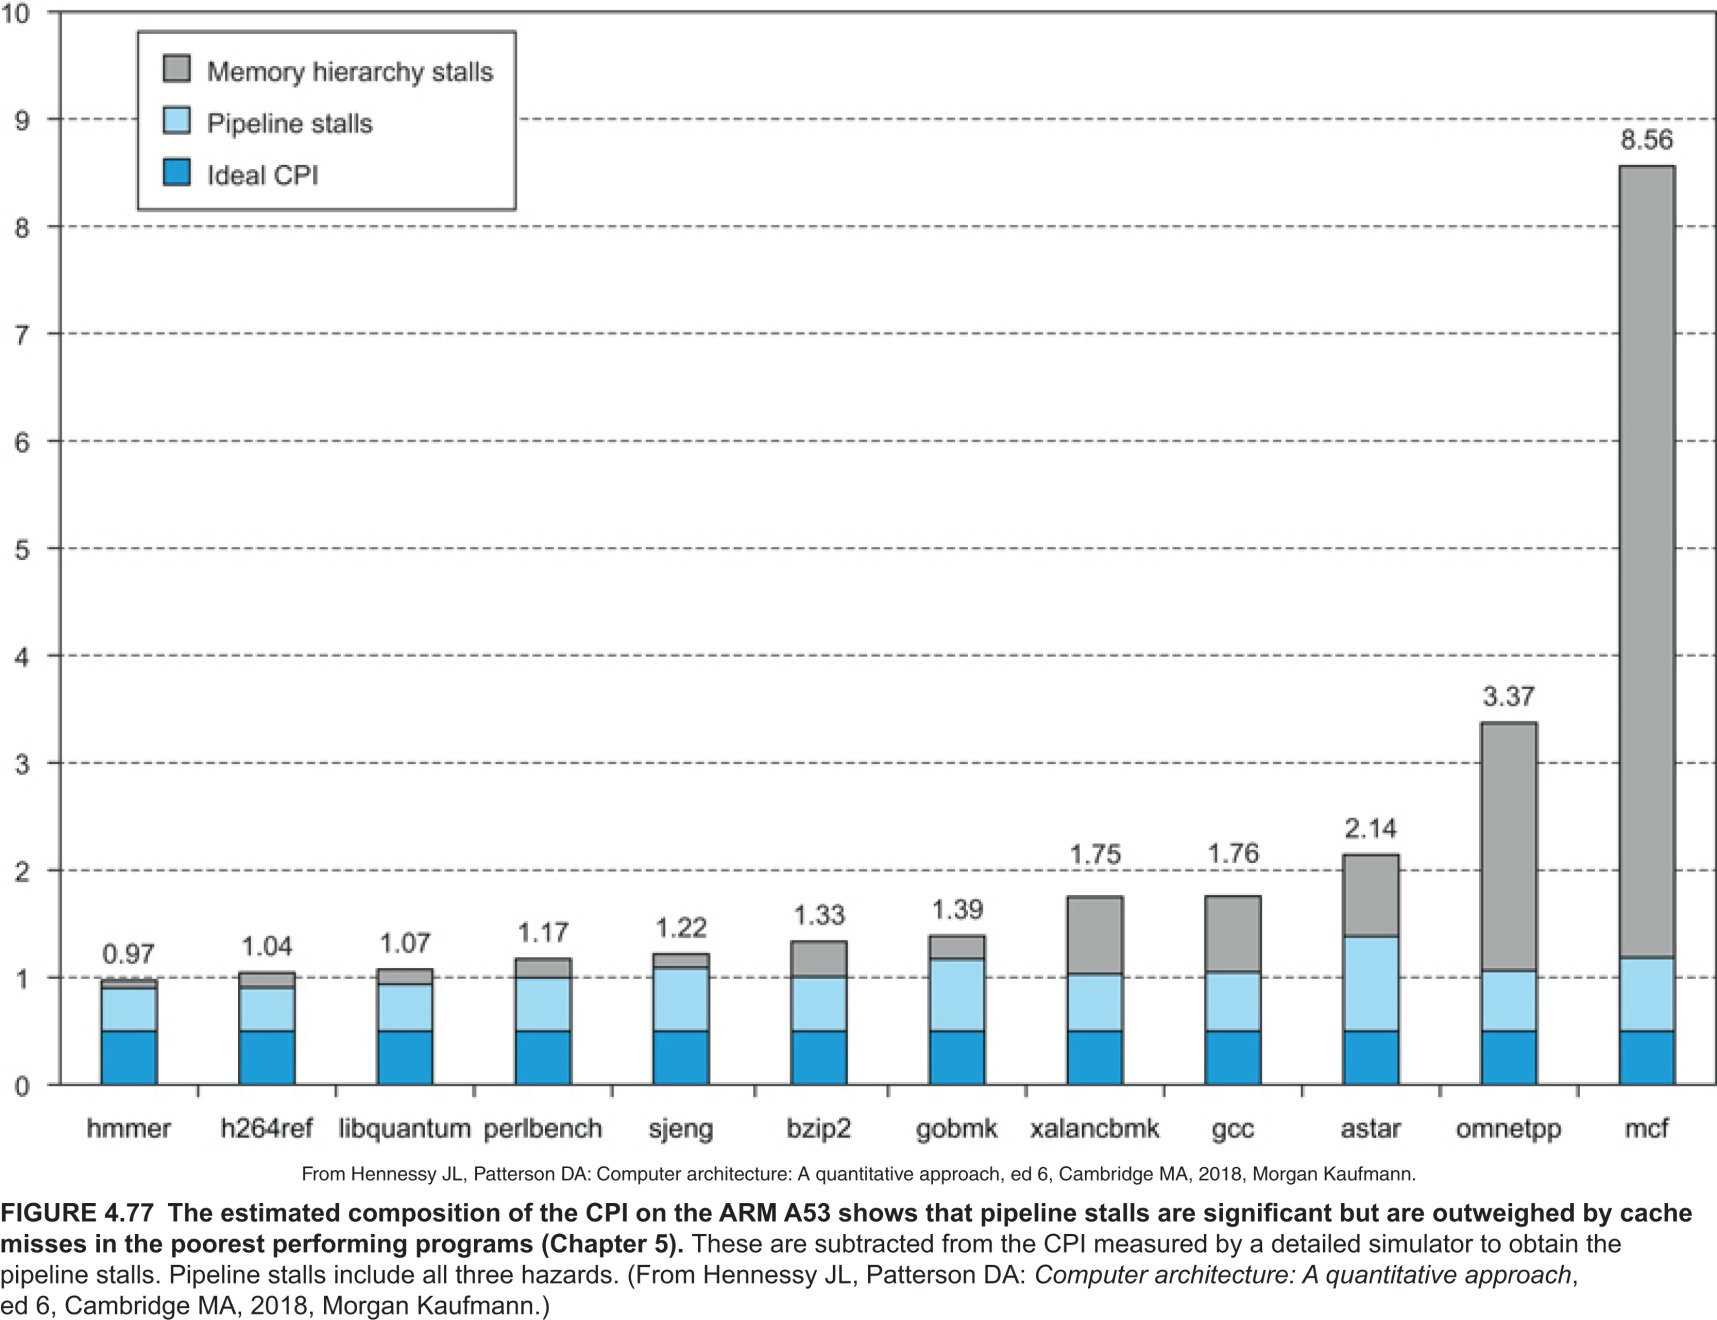 10
9
8
7
6
5
4
3
2
1
0
Memory hierarchy stalls
Pipeline stalls
Ideal CPI
0.97
1.04
1.07
1.17
1.22
1.33
1.39
1.75
1.76
2.14
3.37
8.56
hmmer h264ref libquantum perlbench sjeng bzip2 gobmk xalancbmk gcc astar omnetpp mcf
From Hennessy JL, Patterson DA: Computer architecture: A quantitative approach, ed 6, Cambridge MA, 2018, Morgan Kaufmann.
FIGURE 4.77 The estimated composition of the CPI on the ARM A53 shows that pipeline stalls are significant but are outweighed by cache
misses in the poorest performing programs (Chapter 5). These are subtracted from the CPI measured by a detailed simulator to obtain the
pipeline stalls. Pipeline stalls include all three hazards. (From Hennessy JL, Patterson DA: Computer architecture: A quantitative approach,
ed 6, Cambridge MA, 2018, Morgan Kaufmann.)